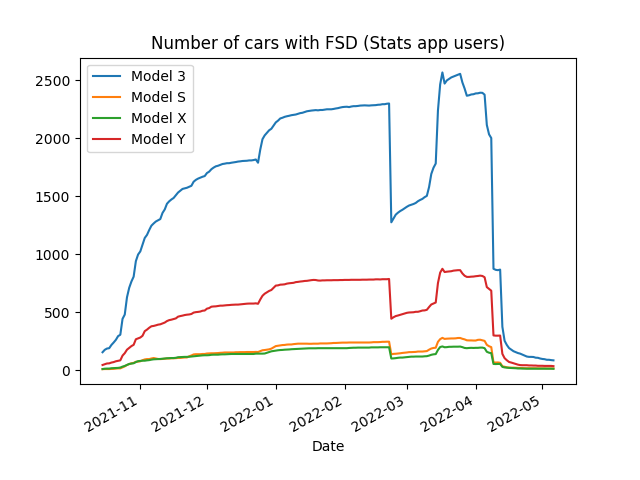 Number of cars with FSD (Stats app users)
Model 3
Model S
Model X
Model Y
2500
2000
1500
1000
500
0
2021-11
2021-12
2022-01
2022-02
2022-03
2022-04
2022-05
Date